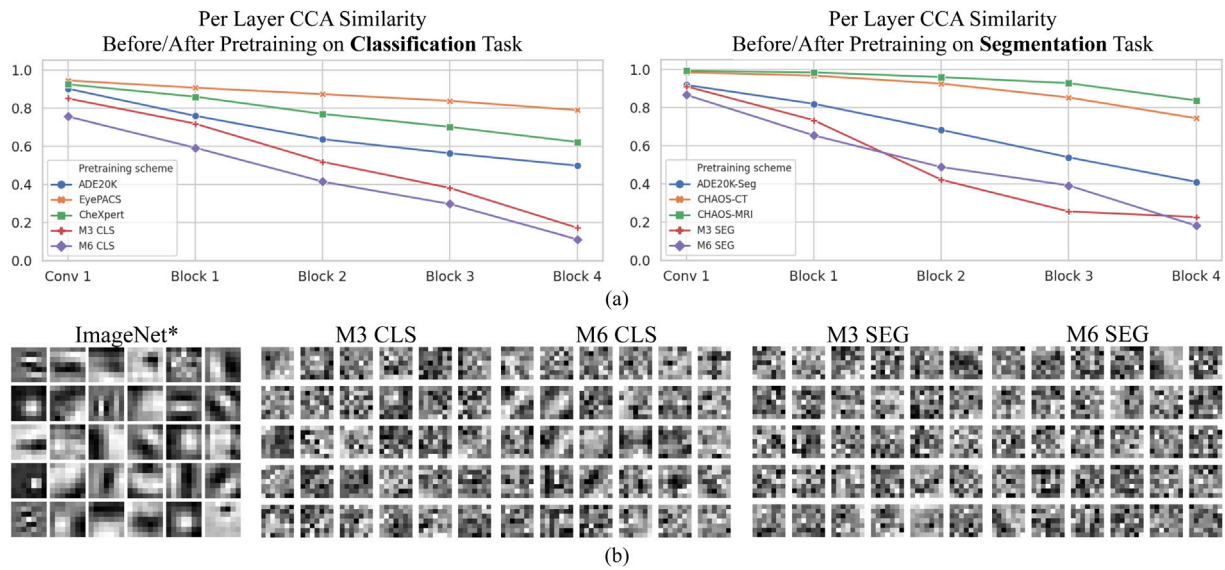 Per Layer CCA Similarity
Before/After Pretraining on Classification Task
1.0
0.8
0.6
0.4
0.2
0.0
Pretraining scheme
ADE20K
EyePACS
CheXpert
M3 CLS
M6 CLS
Conv 1 Block 1 Block 2 Block 3 Block 4
Per Layer CCA Similarity
Before/After Pretraining on Segmentation Task
1.0
0.8
0.6
0.4
0.2
0.0
Pretraining scheme
ADE20K-Seg
CHAOS-CT
CHAOS-MRI
M3 SEG
M6 SEG
Conv 1 Block 1 Block 2 Block 3 Block 4
(a)
ImageNet* M3 CLS M6 CLS M3 SEG M6 SEG
(b)